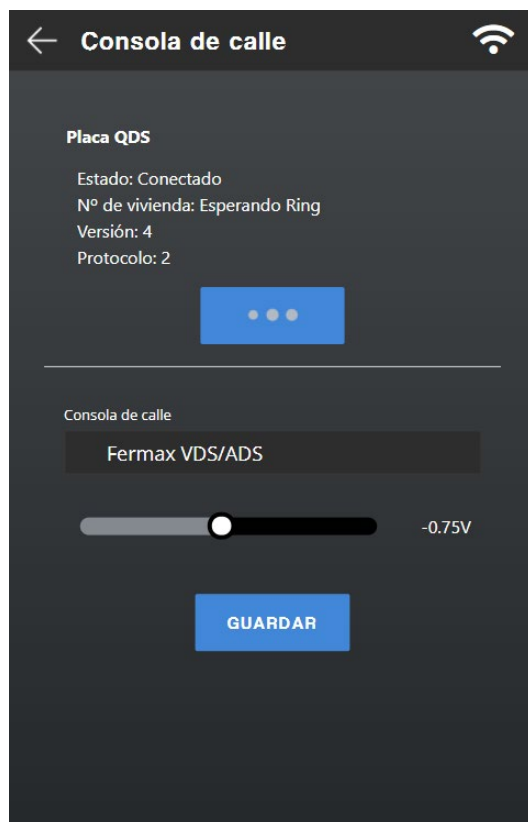 Consola de calle
Placa QDS
Estado: Conectado
Nº de vivienda: Esperando Ring
Versión: 4
Protocolo: 2
Consola de calle
Fermax VDS/ADS
-0.75V
GUARDAR